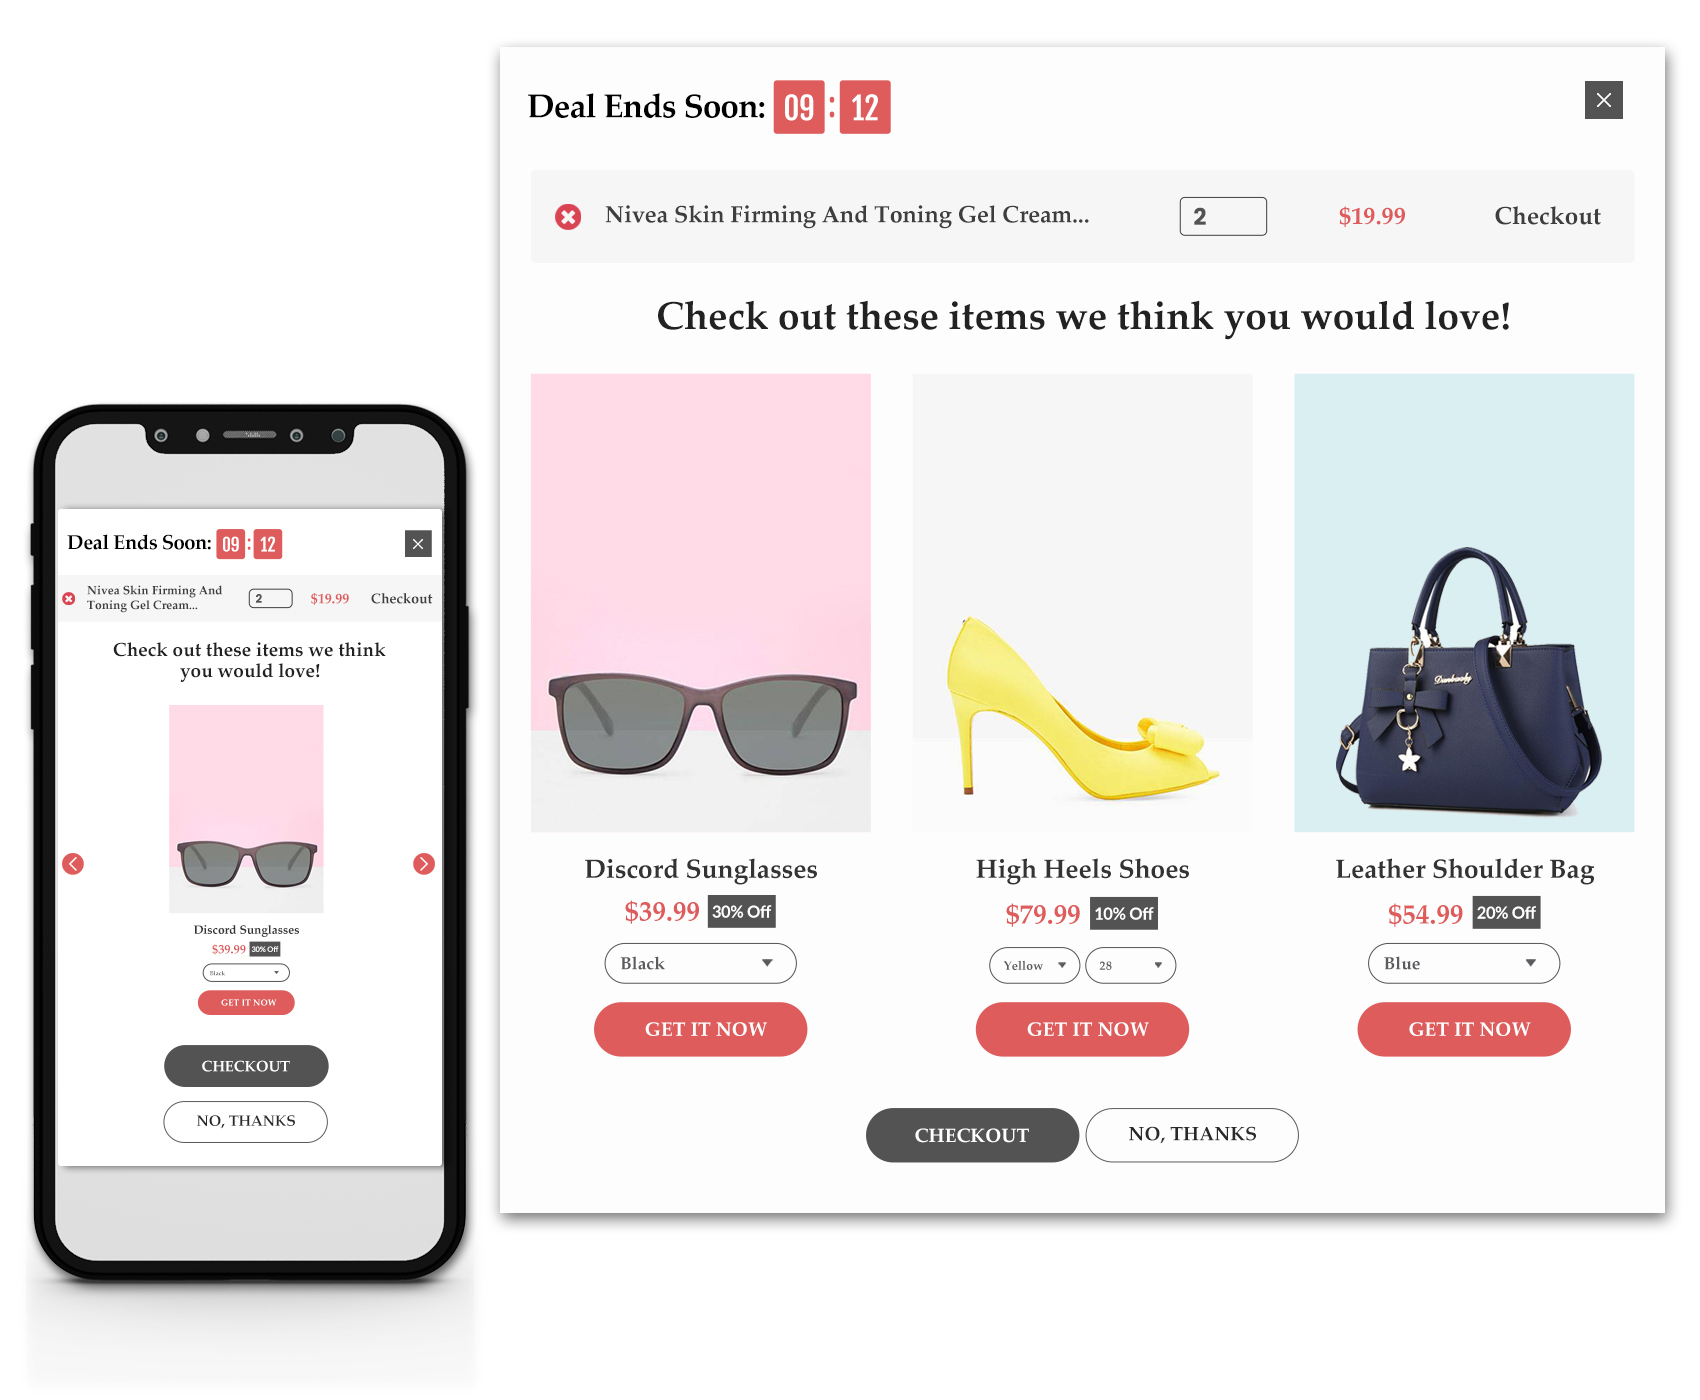 Deal Ends Soon: 09 : 12
Nivea Skin Firming And Toning Gel Cream... 2 $19.99 Checkout
Check out these items we think you would love!
Discord Sunglasses
$39.99 30% Off
Black
GET IT NOW
High Heels Shoes
$79.99 10% Off
Yellow 28
GET IT NOW
Danbaoly
Leather Shoulder Bag
$54.99 20% Off
Blue
GET IT NOW
CHECKOUT NO, THANKS
Deal Ends Soon: 09 : 12
Nivea Skin Firming And
Toning Gel Cream... 2 $19.99 Checkout
Check out these items we think
you would love!
Discord Sunglasses
$39.99 30% Off
Black
GET IT NOW
CHECKOUT
NO, THANKS